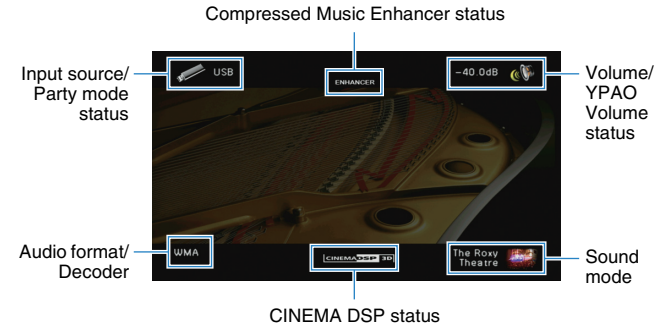 Compressed Music Enhancer status
Input source/
Party mode
status
USB
ENHANCER
-40.0dB
Volume/
YPAO
Volume
status
Audio format/
Decoder
WMA
CINEMA DSP 3D
The Roxy
Theatre
Sound
mode
CINEMA DSP status